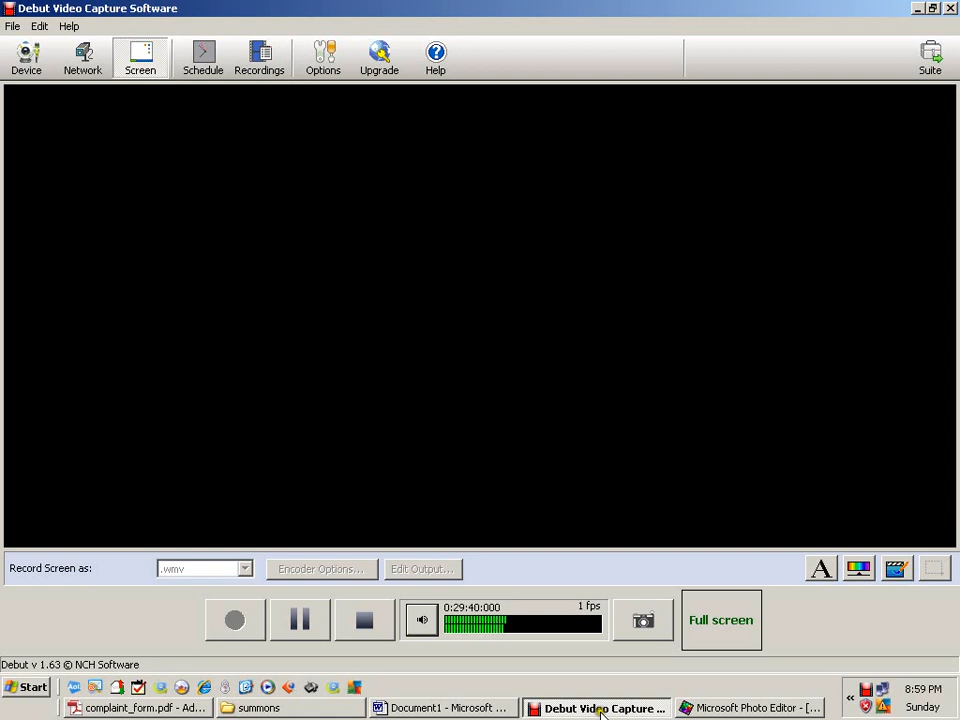 Debut Video Capture Software
File Edit Help
Device Network Screen Schedule Recordings Options Upgrade Help Suite
Record Screen as: .wmv Encoder Options... Edit Output... A
0:29:40:000 1 fps
Full screen
Debut v 1.63 © NCH Software
Start 8:59 PM
complaint_form.pdf - Ad... summons Document1 - Microsoft ... Debut Video Capture ... Microsoft Photo Editor - [... Sunday